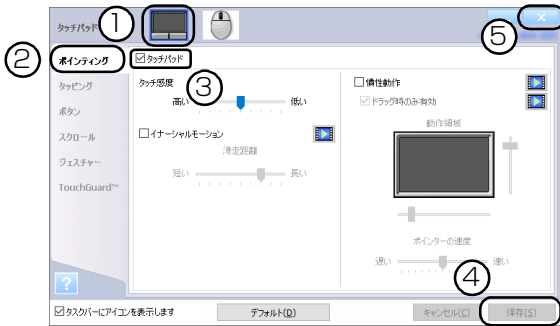 タッチパッド
①
⑤
×
②
ポインティング
タッチパッド
タッピング
ボタン
スクロール
ジェスチャー
TouchGuard™
タッチ感度
③
高い
低い
イナーシャルモーション
滑走距離
短い
長い
慣性動作
ドラッグ時のみ有効
動作領域
ポインターの速度
遅い
速い
④
?
タスクバーにアイコンを表示します
デフォルト(D)
キャンセル(C)
保存(S)